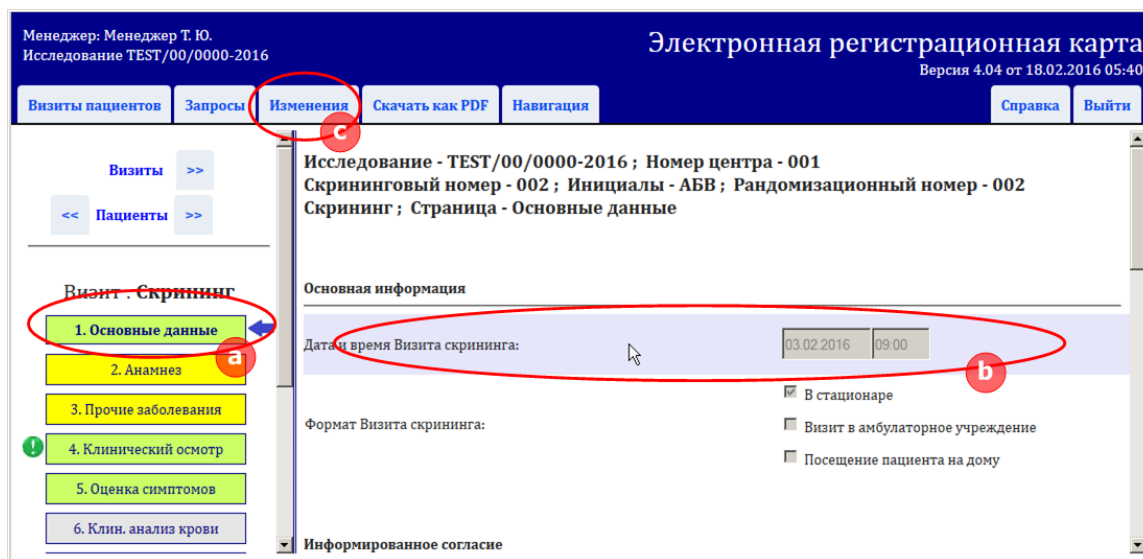 Менеджер: Менеджер Т. Ю.
Исследование TEST/00/0000-2016
Электронная регистрационная карта
Версия 4.04 от 18.02.2016 05:40
Визиты пациентов Запросы Изменения Скачать как PDF Навигация Справка Выйти
c
Визиты >>
<< Пациенты >>
Визит : Скрининг
1. Основные данные
a
2. Анамнез
3. Прочие заболевания
! 4. Клинический осмотр
5. Оценка симптомов
6. Клин. анализ крови
Исследование - TEST/00/0000-2016 ; Номер центра - 001
Скрининговый номер - 002 ; Инициалы - АБВ ; Рандомизационный номер - 002
Скрининг ; Страница - Основные данные
Основная информация
Дата и время Визита скрининга: 03.02.2016 09:00
b
Формат Визита скрининга:
В стационаре
Визит в амбулаторное учреждение
Посещение пациента на дому
Информированное согласие